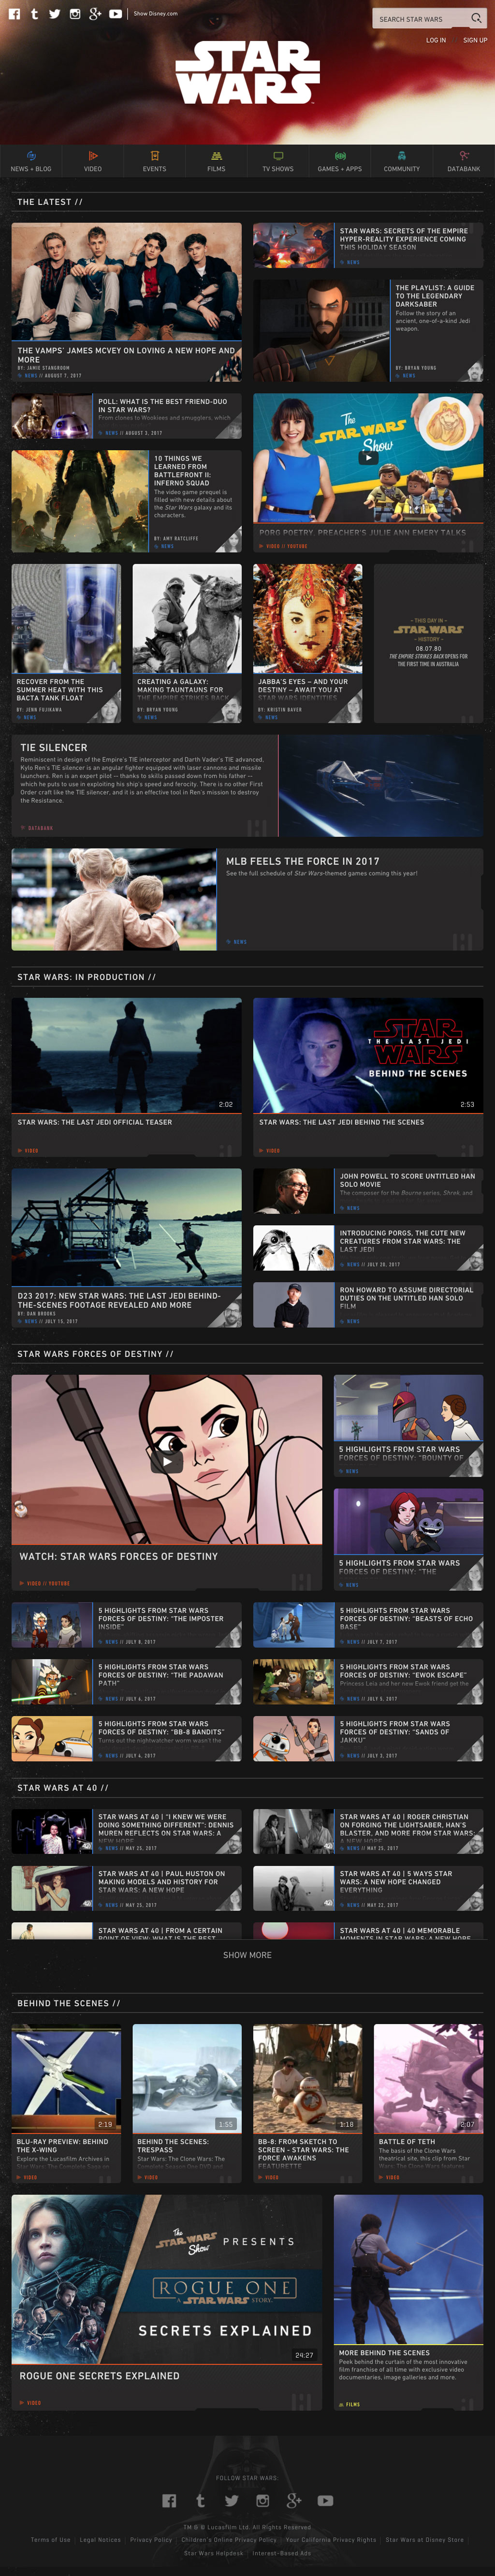 Show Disney.com
SEARCH STAR WARS
LOG IN
SIGN UP
STAR
WARS
NEWS + BLOG
VIDEO
EVENTS
FILMS
TV SHOWS
GAMES + APPS
COMMUNITY
DATABANK
THE LATEST //
THE VAMPS' JAMES MCVEY ON LOVING A NEW HOPE AND
MORE
BY: JAMIE STANGROOM
NEWS // AUGUST 7, 2017
STAR WARS: SECRETS OF THE EMPIRE
HYPER-REALITY EXPERIENCE COMING
THIS HOLIDAY SEASON
NEWS
THE PLAYLIST: A GUIDE
TO THE LEGENDARY
DARKSABER
Follow the story of an
ancient, one-of-a-kind Jedi
weapon.
BY: BRYAN YOUNG
NEWS
POLL: WHAT IS THE BEST FRIEND-DUO
IN STAR WARS?
From clones to Wookiees and smugglers, which
NEWS // AUGUST 3, 2017
10 THINGS WE
LEARNED FROM
BATTLEFRONT II:
INFERNO SQUAD
The video game prequel is
filled with new details about
the Star Wars galaxy and its
characters.
BY: AMY RATCLIFFE
NEWS
The
STAR WARS
Show
PORG POETRY, PREACHER'S JULIE ANN EMERY TALKS
VIDEO // YOUTUBE
RECOVER FROM THE
SUMMER HEAT WITH THIS
BACTA TANK FLOAT
BY: JENN FUJIKAWA
NEWS
CREATING A GALAXY:
MAKING TAUNTAUNS FOR
THE EMPIRE STRIKES BACK
BY: BRYAN YOUNG
NEWS
JABBA'S EYES – AND YOUR
DESTINY – AWAIT YOU AT
STAR WARS IDENTITIES
BY: KRISTIN BAVER
NEWS
- THIS DAY IN -
STAR WARS
- HISTORY -
08.07.80
THE EMPIRE STRIKES BACK OPENS FOR
THE FIRST TIME IN AUSTRALIA
TIE SILENCER
Reminiscent in design of the Empire's TIE interceptor and Darth Vader's TIE advanced,
Kylo Ren's TIE silencer is an angular fighter equipped with laser cannons and missile
launchers. Ren is an expert pilot -- thanks to skills passed down from his father --
which he puts to use in exploiting his ship's speed and ferocity. There is no other First
Order craft like the TIE silencer, and it is an effective tool in Ren's mission to destroy
the Resistance.
DATABANK
MLB FEELS THE FORCE IN 2017
See the full schedule of Star Wars-themed games coming this year!
NEWS
STAR WARS: IN PRODUCTION //
2:02
STAR WARS: THE LAST JEDI OFFICIAL TEASER
VIDEO
STAR
THE LAST JEDI
WARS
BEHIND THE SCENES
2:53
STAR WARS: THE LAST JEDI BEHIND THE SCENES
VIDEO
D23 2017: NEW STAR WARS: THE LAST JEDI BEHIND-
THE-SCENES FOOTAGE REVEALED AND MORE
BY: DAN BROOKS
NEWS // JULY 15, 2017
JOHN POWELL TO SCORE UNTITLED HAN
SOLO MOVIE
The composer for the Bourne series, Shrek, and
NEWS
INTRODUCING PORGS, THE CUTE NEW
CREATURES FROM STAR WARS: THE
LAST JEDI
NEWS // JULY 20, 2017
RON HOWARD TO ASSUME DIRECTORIAL
DUTIES ON THE UNTITLED HAN SOLO
FILM
NEWS
STAR WARS FORCES OF DESTINY //
WATCH: STAR WARS FORCES OF DESTINY
VIDEO // YOUTUBE
5 HIGHLIGHTS FROM STAR WARS
FORCES OF DESTINY: "BOUNTY OF
NEWS
5 HIGHLIGHTS FROM STAR WARS
FORCES OF DESTINY: "THE
NEWS
5 HIGHLIGHTS FROM STAR WARS
FORCES OF DESTINY: "THE IMPOSTER
INSIDE"
NEWS // JULY 8, 2017
5 HIGHLIGHTS FROM STAR WARS
FORCES OF DESTINY: "BEASTS OF ECHO
BASE"
NEWS // JULY 7, 2017
5 HIGHLIGHTS FROM STAR WARS
FORCES OF DESTINY: "THE PADAWAN
PATH"
NEWS // JULY 6, 2017
5 HIGHLIGHTS FROM STAR WARS
FORCES OF DESTINY: "EWOK ESCAPE"
Princess Leia and her new Ewok friend get the
NEWS // JULY 5, 2017
5 HIGHLIGHTS FROM STAR WARS
FORCES OF DESTINY: "BB-8 BANDITS"
Turns out the nightwatcher worm wasn't the
NEWS // JULY 4, 2017
5 HIGHLIGHTS FROM STAR WARS
FORCES OF DESTINY: "SANDS OF
JAKKU"
NEWS // JULY 3, 2017
STAR WARS AT 40 //
STAR WARS AT 40 | "I KNEW WE WERE
DOING SOMETHING DIFFERENT": DENNIS
MUREN REFLECTS ON STAR WARS: A
NEW HOPE
NEWS // MAY 25, 2017
STAR WARS AT 40 | ROGER CHRISTIAN
ON FORGING THE LIGHTSABER, HAN'S
BLASTER, AND MORE FROM STAR WARS:
A NEW HOPE
NEWS // MAY 25, 2017
STAR WARS AT 40 | PAUL HUSTON ON
MAKING MODELS AND HISTORY FOR
STAR WARS: A NEW HOPE
NEWS // MAY 25, 2017
STAR WARS AT 40 | 5 WAYS STAR
WARS: A NEW HOPE CHANGED
EVERYTHING
NEWS // MAY 22, 2017
STAR WARS AT 40 | FROM A CERTAIN
POINT OF VIEW: WHAT IS THE BEST
STAR WARS AT 40 | 40 MEMORABLE
MOMENTS IN STAR WARS: A NEW HOPE
SHOW MORE
BEHIND THE SCENES //
2:19
BLU-RAY PREVIEW: BEHIND
THE X-WING
Explore the Lucasfilm Archives in
VIDEO
1:55
BEHIND THE SCENES:
TRESPASS
Star Wars: The Clone Wars: The
VIDEO
1:18
BB-8: FROM SKETCH TO
SCREEN - STAR WARS: THE
FORCE AWAKENS
FEATURETTE
VIDEO
2:07
BATTLE OF TETH
The basis of the Clone Wars
theatrical site, this clip from Star
VIDEO
The
STAR WARS
Show
PRESENTS
ROGUE ONE
A STAR WARS STORY
SECRETS EXPLAINED
24:27
ROGUE ONE SECRETS EXPLAINED
VIDEO
MORE BEHIND THE SCENES
Peek behind the curtain of the most innovative
film franchise of all time with exclusive video
documentaries, image galleries and more.
FILMS
FOLLOW STAR WARS:
TM & © Lucasfilm Ltd. All Rights Reserved
Terms of Use
Legal Notices
Privacy Policy
Children's Online Privacy Policy
Your California Privacy Rights
Star Wars at Disney Store
Star Wars Helpdesk
Interest-Based Ads